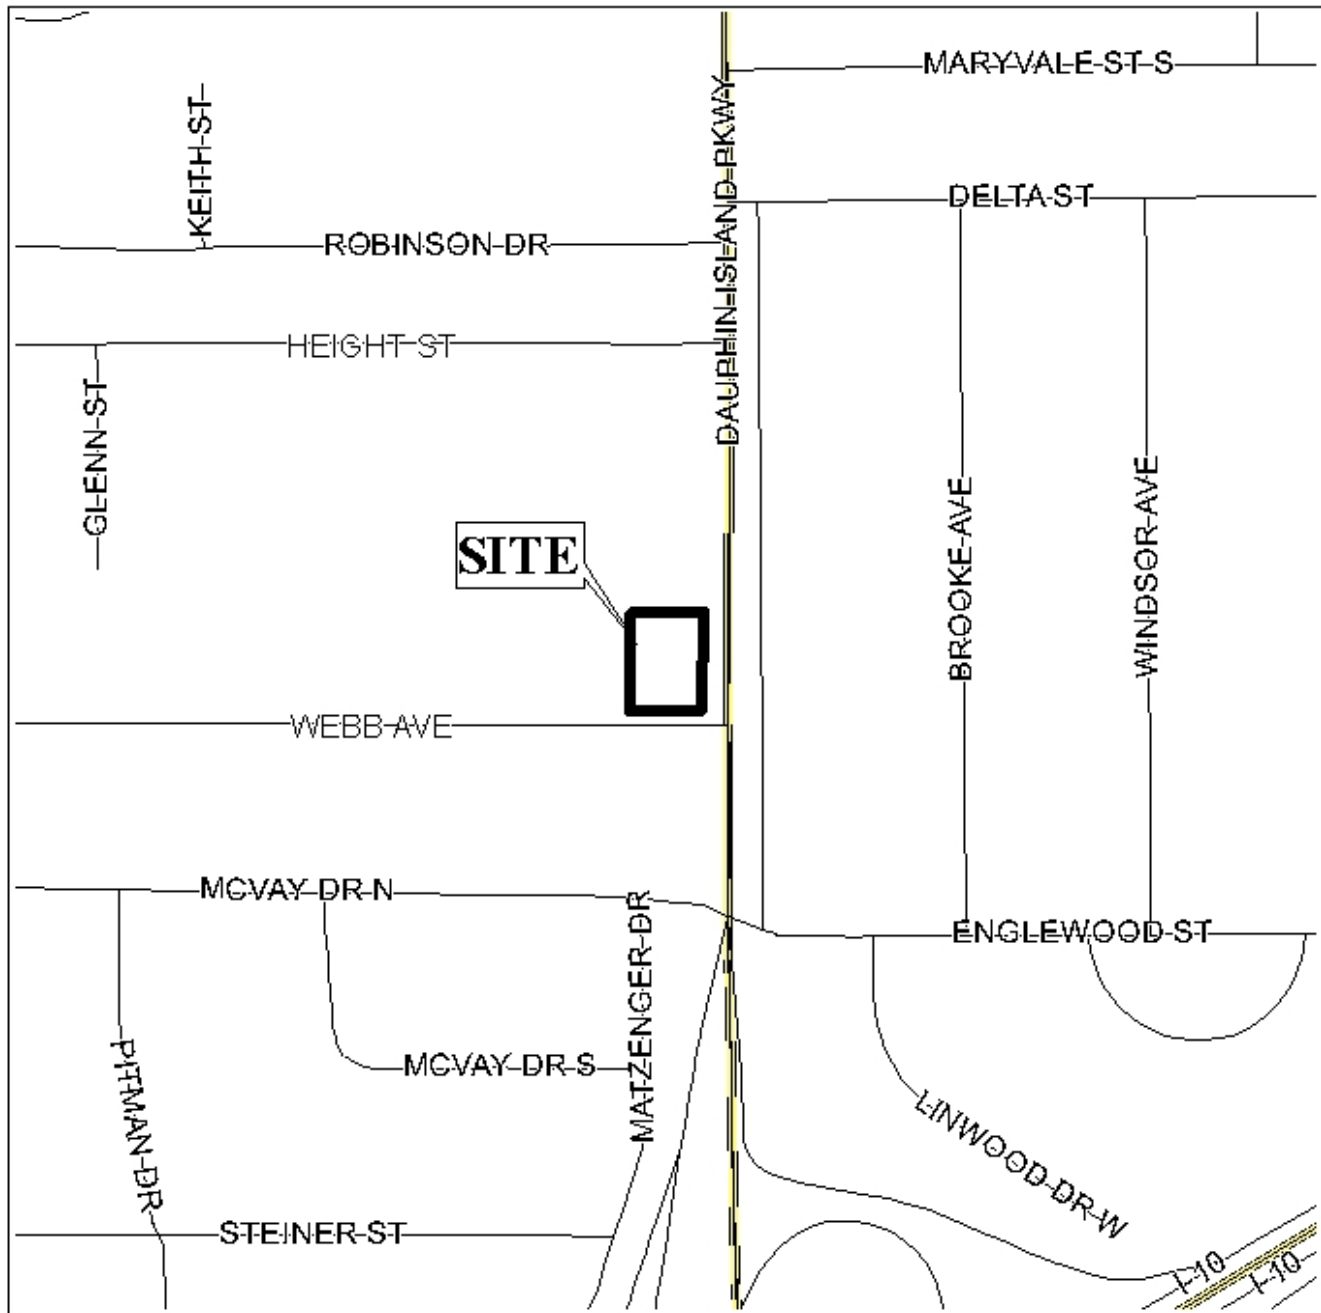 MARYVALE ST S
KEITH ST
DAUPHIN ISLAND PKWY
DELTA ST
ROBINSON DR
HEIGHT ST
GLENN ST
SITE
BROOKE AVE
WINDSOR AVE
WEBB AVE
MCVAY DR N
MATZENGER DR
ENGLEWOOD ST
MCVAY DR S
PITMAN DR
LINWOOD DR W
STEINER ST
I-10
I-10